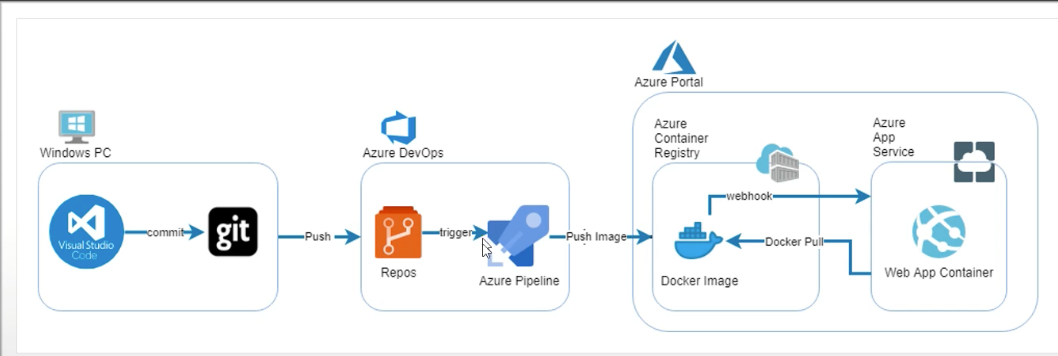 Azure Portal
Windows PC
Azure DevOps
Azure
Container
Registry
Azure
App
Service
Visual Studio
Code
commit
git
Push
Repos
trigger
Azure Pipeline
Push Image
webhook
Docker Pull
Docker Image
Web App Container